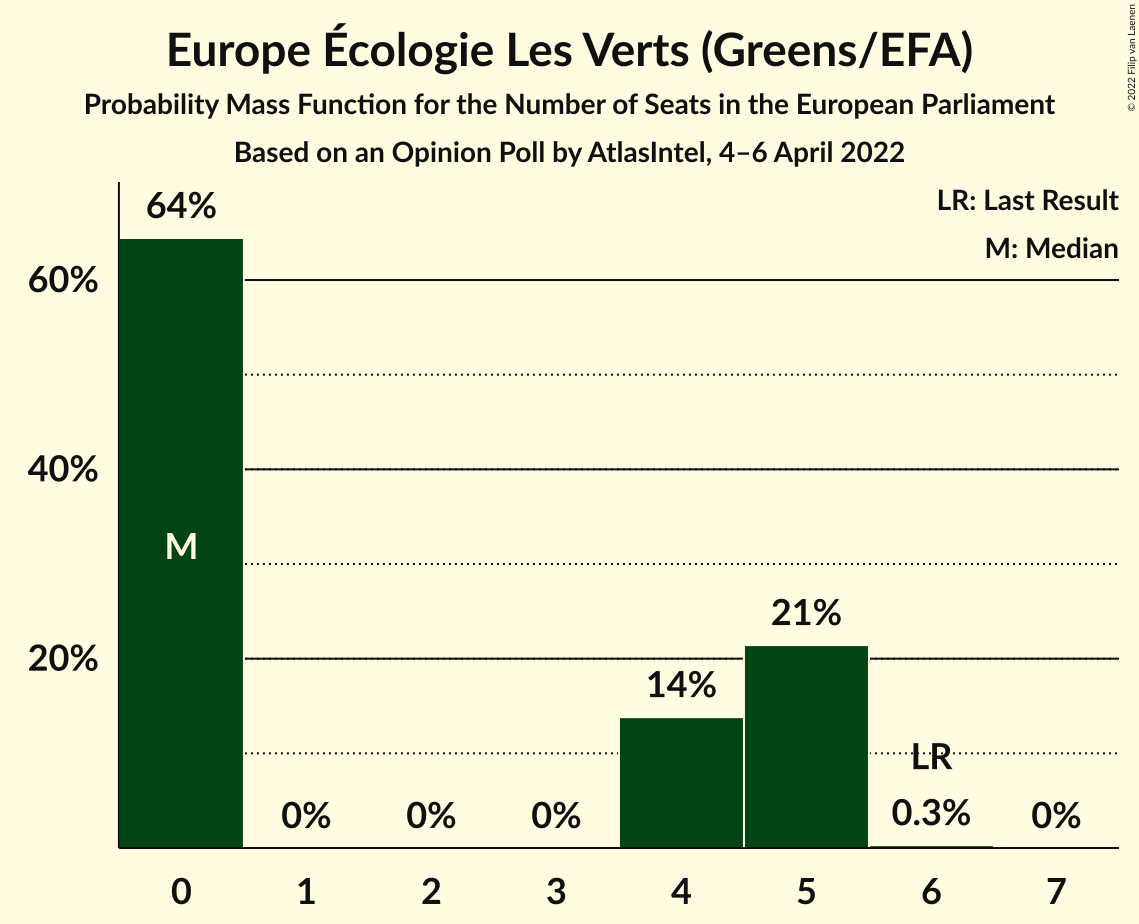 Europe Écologie Les Verts (Greens/EFA)
Probability Mass Function for the Number of Seats in the European Parliament
Based on an Opinion Poll by AtlasIntel, 4–6 April 2022
© 2022 Filip van Laenen
LR: Last Result
M: Median
64%
60%
40%
M
21%
20%
14%
LR
0% 0% 0% 0.3% 0%
0 1 2 3 4 5 6 7